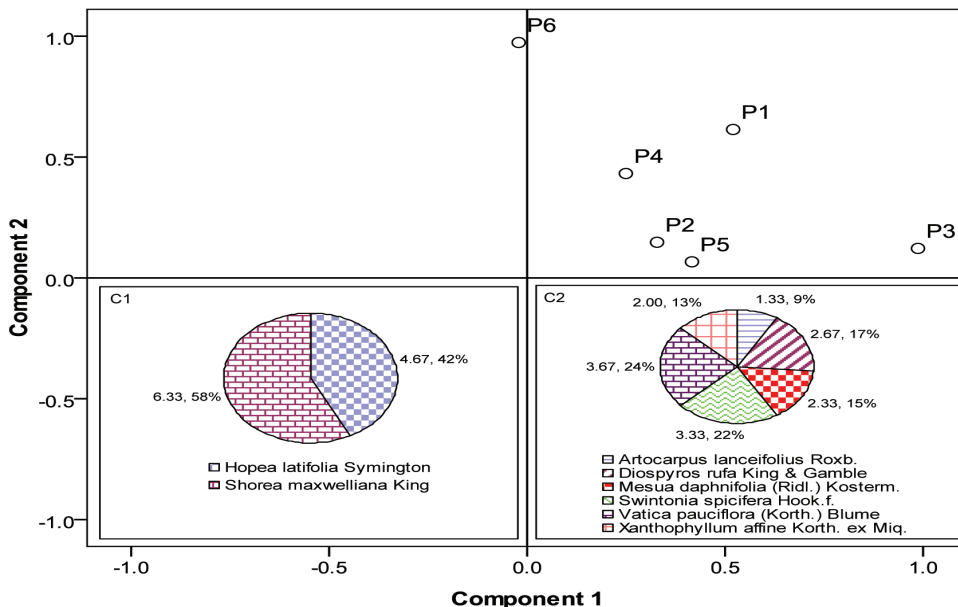 1.0
P6
P1
0.5
P4
P2
P5
P3
0.0
Component 2
C1
4.67, 42%
6.33, 58%
Hopea latifolia Symington
Shorea maxwelliana King
C2
2.00, 13%
1.33, 9%
2.67, 17%
3.67, 24%
2.33, 15%
3.33, 22%
Artocarpus lanceifolius Roxb.
Diospyros rufa King & Gamble
Mesua daphnifolia (Ridl.) Kosterm.
Swintonia spicifera Hook.f.
Vatica pauciflora (Korth.) Blume
Xanthophyllum affine Korth. ex Miq.
-0.5
-1.0
-1.0 -0.5 0.0 0.5 1.0
Component 1